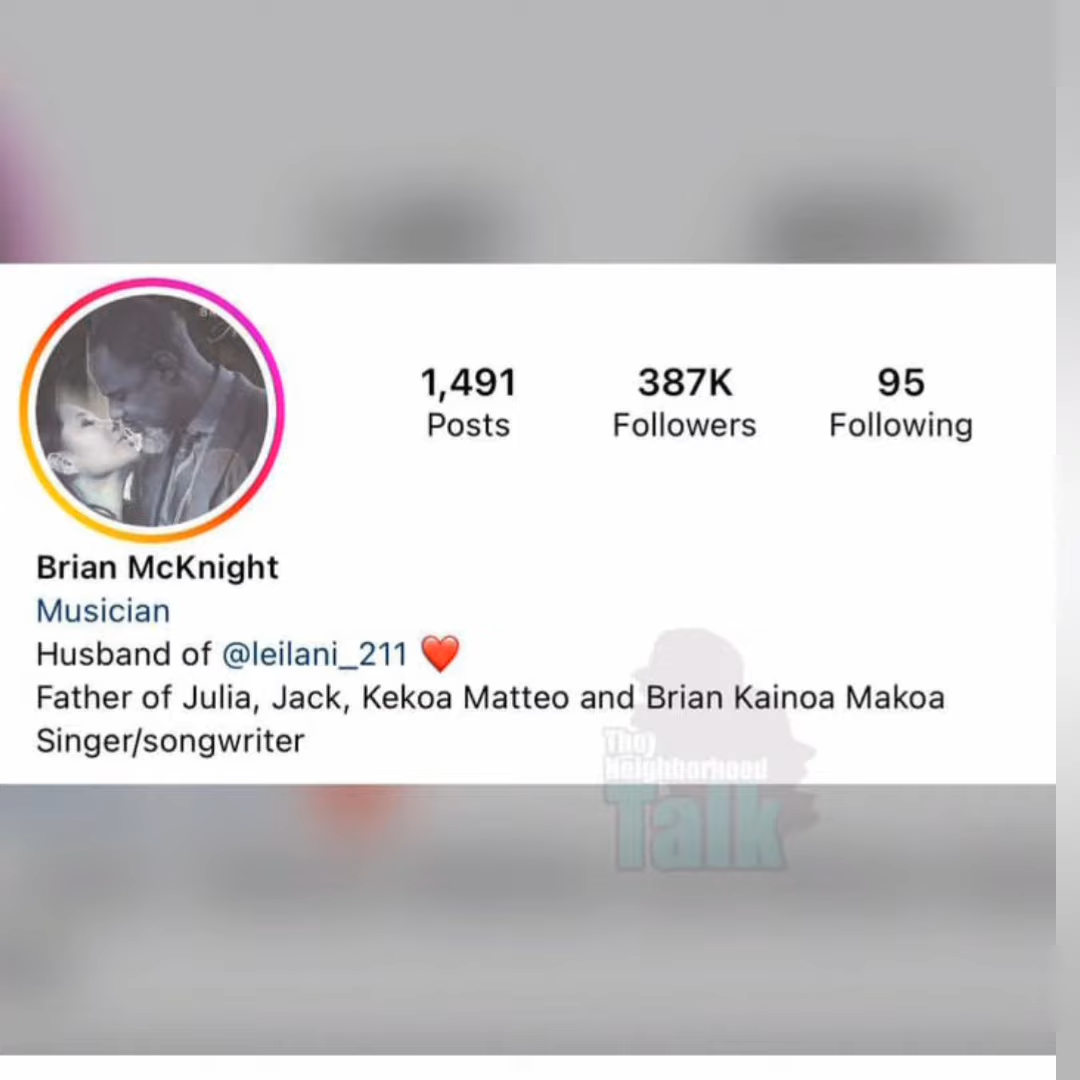 1,491
Posts
387K
Followers
95
Following
Brian McKnight
Musician
Husband of @leilani_211 ❤️
Father of Julia, Jack, Kekoa Matteo and Brian Kainoa Makoa
Singer/songwriter
Neighborhood
Talk